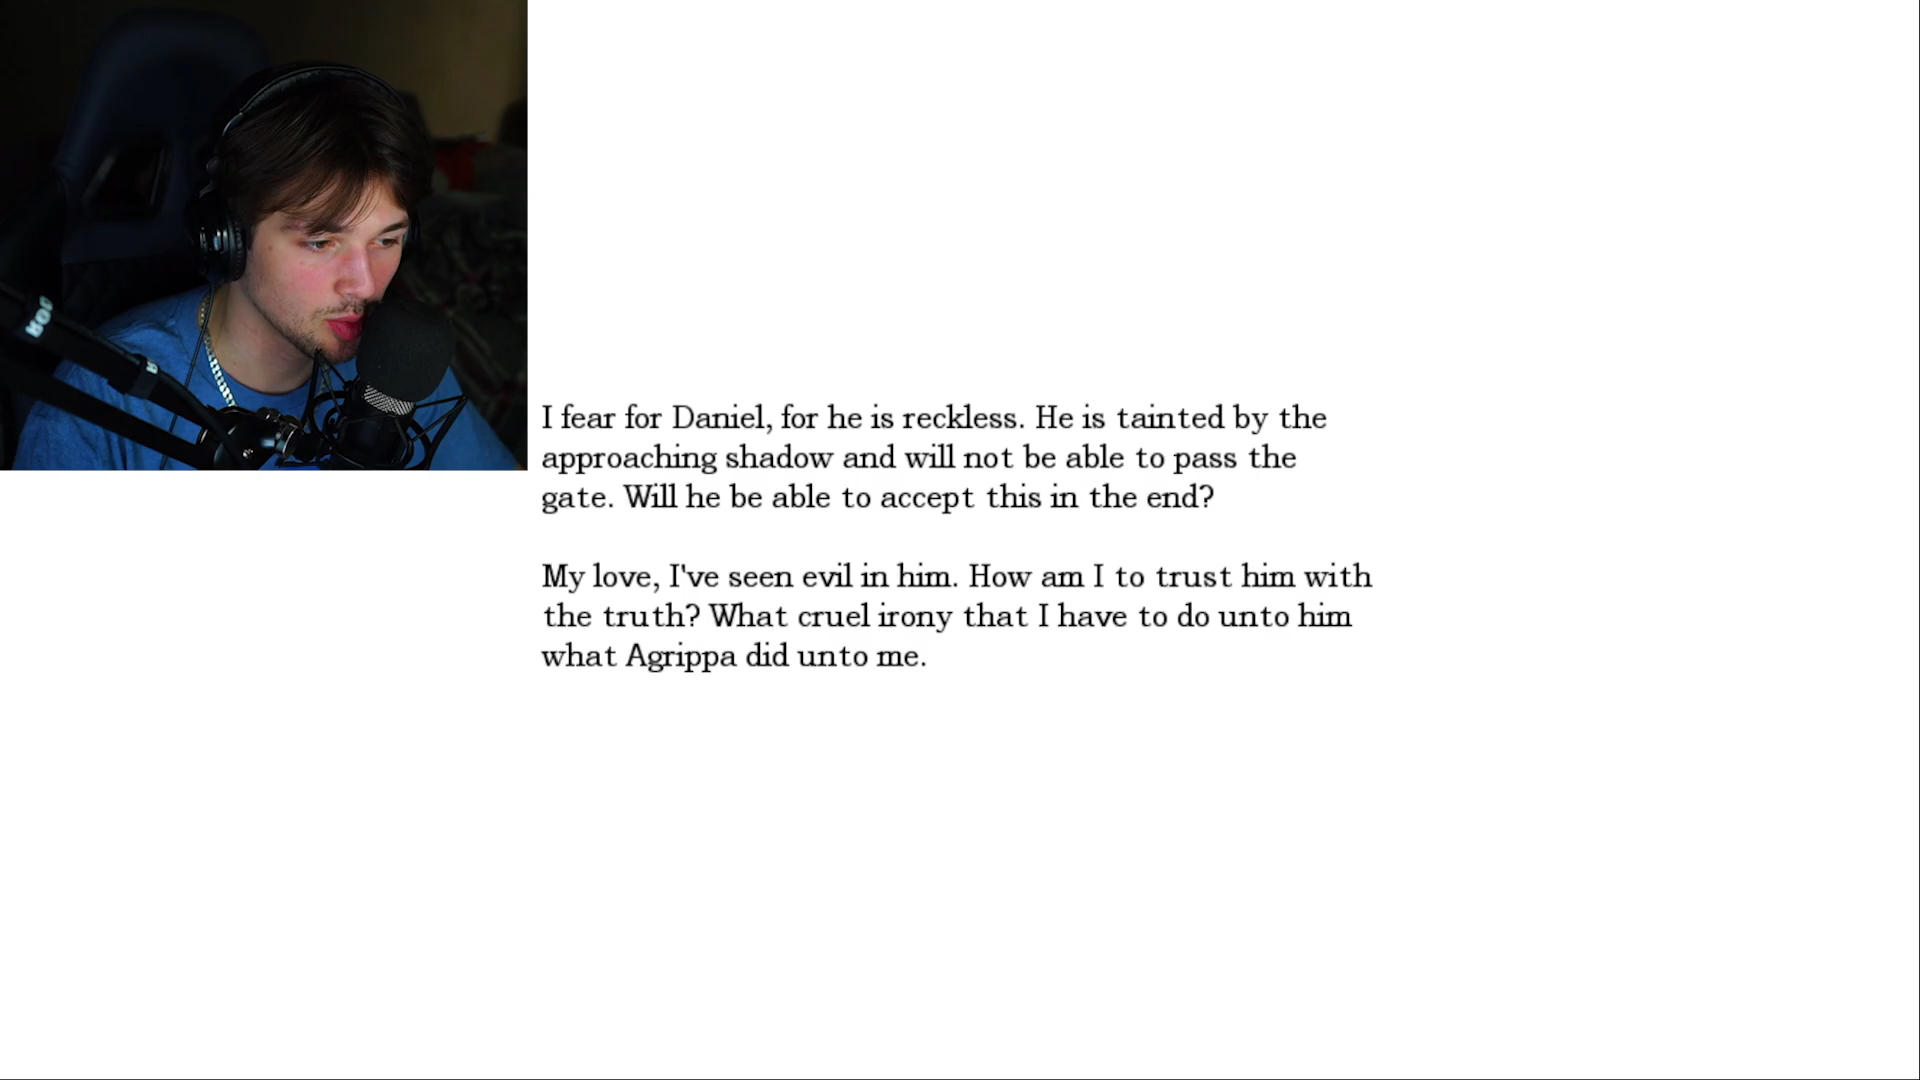 I fear for Daniel, for he is reckless. He is tainted by the
approaching shadow and will not be able to pass the
gate. Will he be able to accept this in the end?
My love, I've seen evil in him. How am I to trust him with
the truth? What cruel irony that I have to do unto him
what Agrippa did unto me.